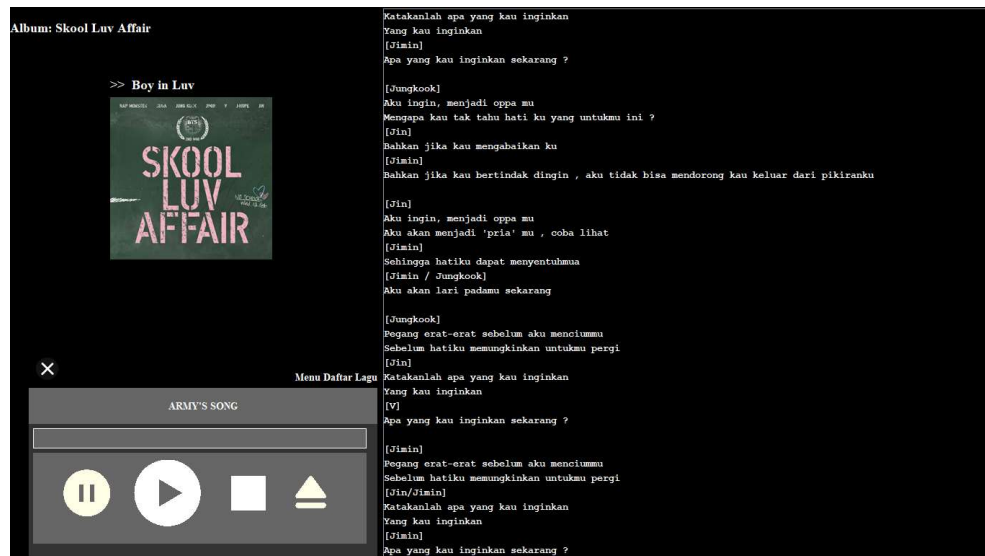 Album: Skool Luv Affair
>> Boy in Luv
BTS
SKOOL
LUV
AFFAIR
Menu Daftar Lagu
ARMY'S SONG
Katakanlah apa yang kau inginkan
Yang kau inginkan
[Jimin]
Apa yang kau inginkan sekarang ?
[Jungkook]
Aku ingin, menjadi oppa mu
Mengapa kau tak tahu hati ku yang untukmu ini ?
[Jin]
Bahkan jika kau mengabaikan ku
[Jimin]
Bahkan jika kau bertindak dingin , aku tidak bisa mendorong kau keluar dari pikiranku
[Jin]
Aku ingin, menjadi oppa mu
Aku akan menjadi 'pria' mu , coba lihat
[Jimin]
Sehingga hatiku dapat menyentuhmua
[Jimin / Jungkook]
Aku akan lari padamu sekarang
[Jungkook]
Pegang erat-erat sebelum aku menciummu
Sebelum hatiku memungkinkan untukmu pergi
[Jin]
Katakanlah apa yang kau inginkan
Yang kau inginkan
[V]
Apa yang kau inginkan sekarang ?
[Jimin]
Pegang erat-erat sebelum aku menciummu
Sebelum hatiku memungkinkan untukmu pergi
[Jin/Jimin]
Katakanlah apa yang kau inginkan
Yang kau inginkan
[Jimin]
Apa yang kau inginkan sekarang ?